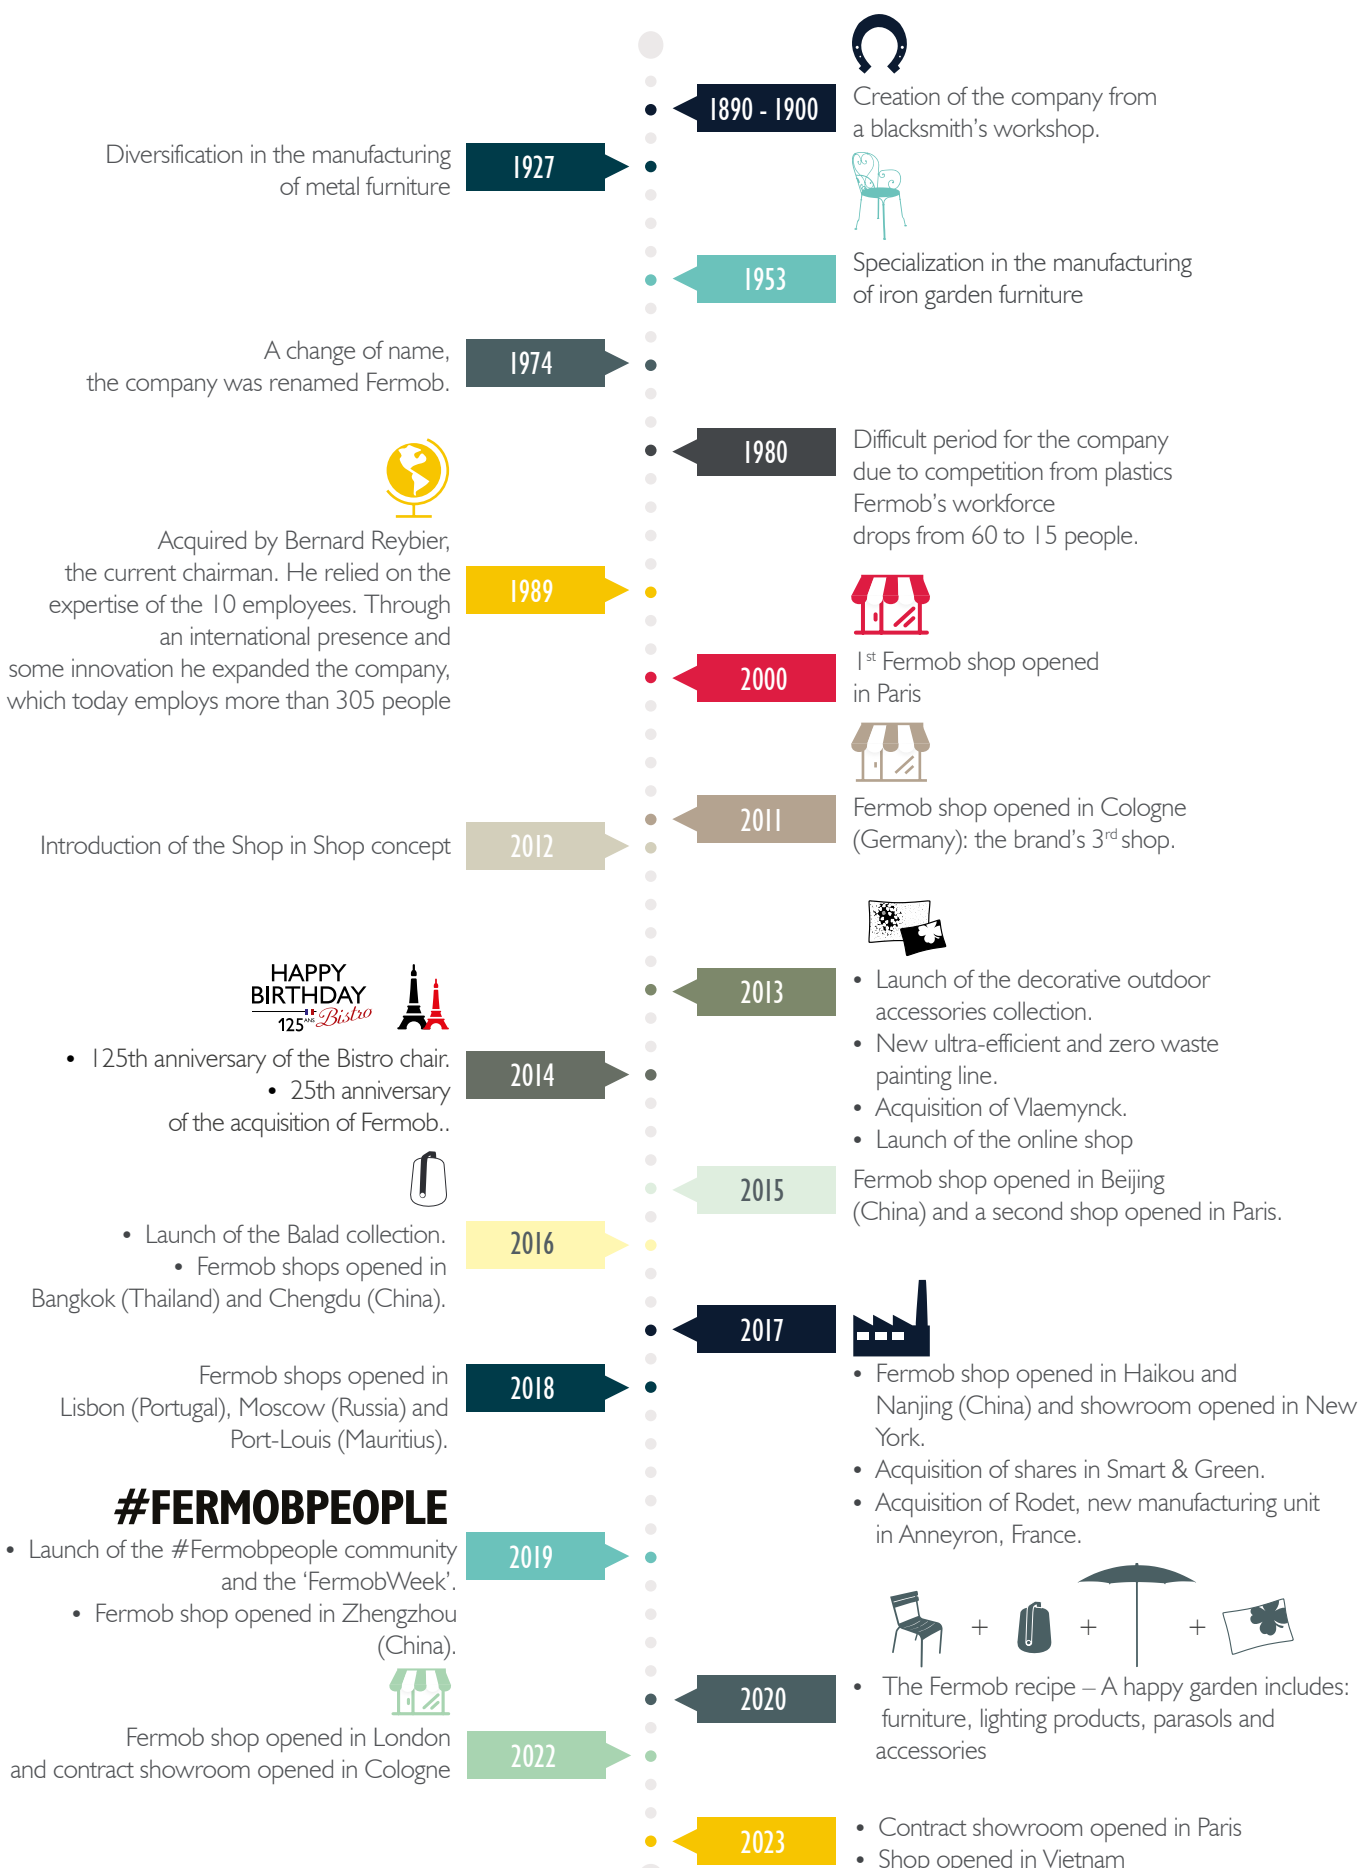 1890 - 1900
Creation of the company from
a blacksmith's workshop.
Diversification in the manufacturing
of metal furniture
1927
1953
Specialization in the manufacturing
of iron garden furniture
A change of name,
the company was renamed Fermob.
1974
1980
Difficult period for the company
due to competition from plastics
Fermob's workforce
drops from 60 to 15 people.
Acquired by Bernard Reybier,
the current chairman. He relied on the
expertise of the 10 employees. Through
an international presence and
some innovation he expanded the company,
which today employs more than 305 people
1989
2000
1st Fermob shop opened
in Paris
2011
Fermob shop opened in Cologne
(Germany): the brand's 3rd shop.
Introduction of the Shop in Shop concept
2012
2013
• Launch of the decorative outdoor
accessories collection.
• New ultra-efficient and zero waste
painting line.
• Acquisition of Vlaemynck.
• Launch of the online shop
HAPPY
BIRTHDAY
125 ANS Bistro
• 125th anniversary of the Bistro chair.
• 25th anniversary
of the acquisition of Fermob..
2014
2015
Fermob shop opened in Beijing
(China) and a second shop opened in Paris.
• Launch of the Balad collection.
• Fermob shops opened in
Bangkok (Thailand) and Chengdu (China).
2016
2017
• Fermob shop opened in Haikou and
Nanjing (China) and showroom opened in New
York.
• Acquisition of shares in Smart & Green.
• Acquisition of Rodet, new manufacturing unit
in Anneyron, France.
Fermob shops opened in
Lisbon (Portugal), Moscow (Russia) and
Port-Louis (Mauritius).
2018
#FERMOBPEOPLE
• Launch of the #Fermobpeople community
and the 'FermobWeek'.
• Fermob shop opened in Zhengzhou
(China).
2019
+ + +
2020
• The Fermob recipe – A happy garden includes:
furniture, lighting products, parasols and
accessories
Fermob shop opened in London
and contract showroom opened in Cologne
2022
2023
• Contract showroom opened in Paris
• Shop opened in Vietnam